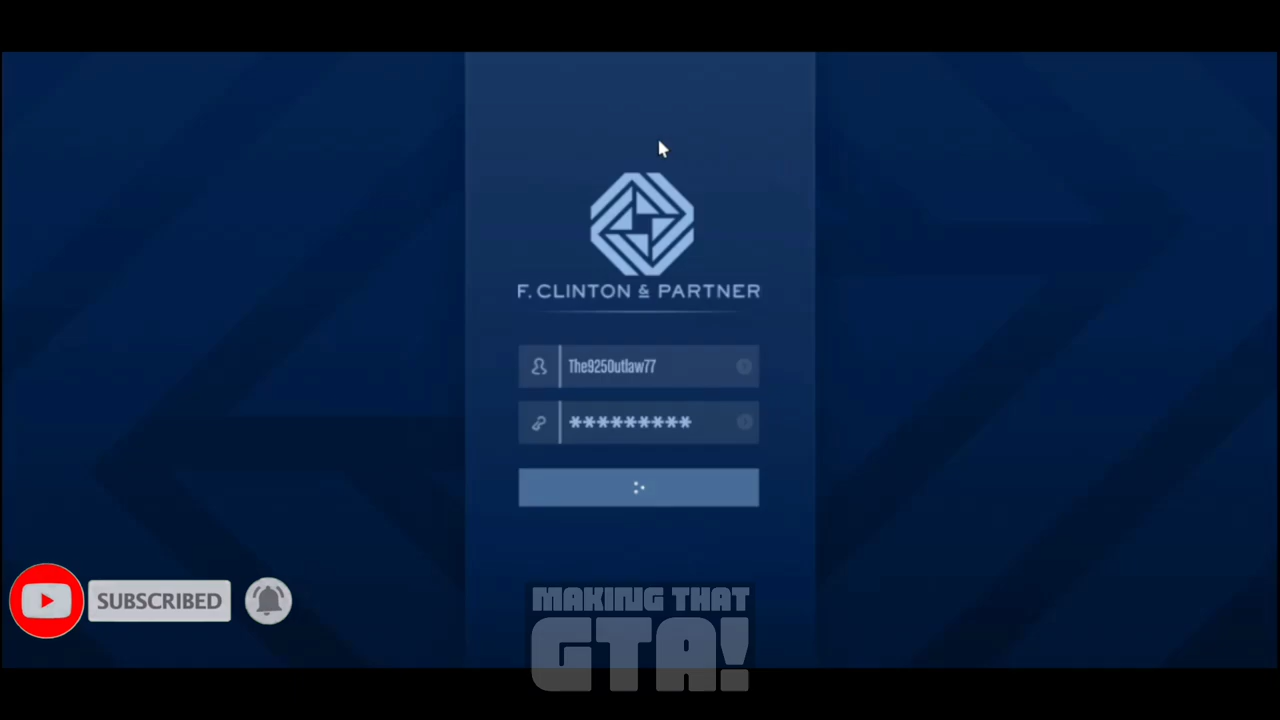 F. CLINTON & PARTNER
The925Outlaw77
*********
SUBSCRIBED
MAKING THAT
GTA!